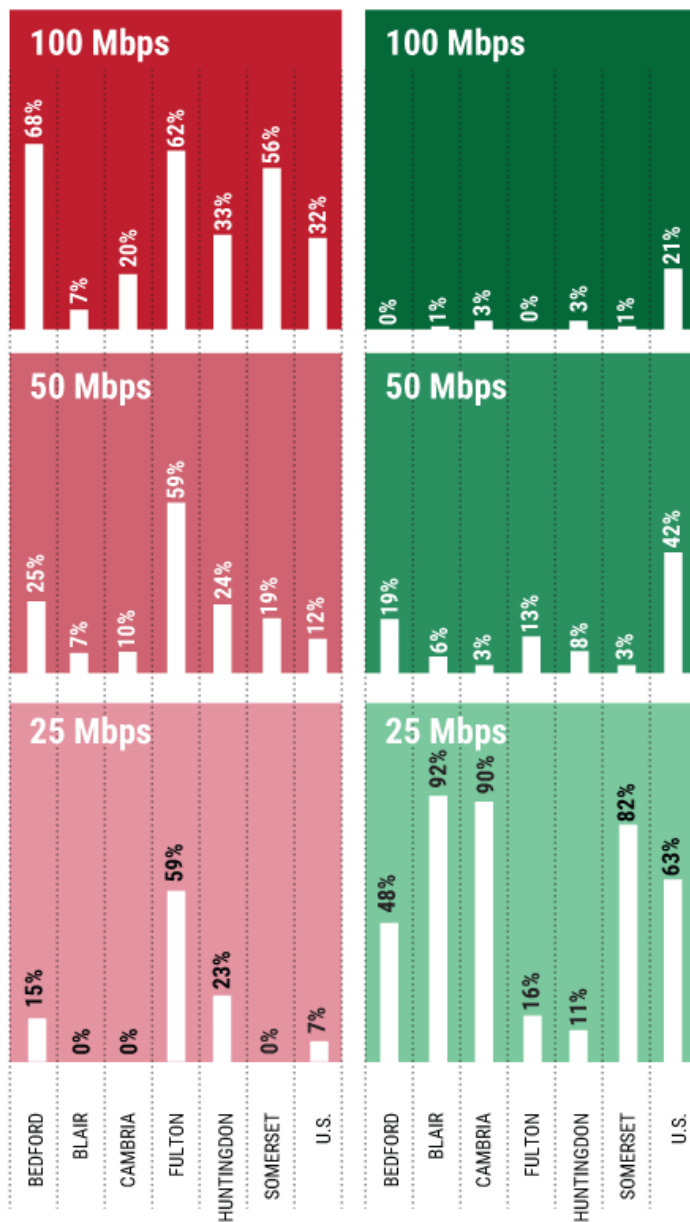 100 Mbps
68%
7%
20%
62%
33%
56%
32%
50 Mbps
25%
7%
10%
59%
24%
19%
12%
25 Mbps
15%
0%
0%
59%
23%
0%
7%
BEDFORD
BLAIR
CAMBRIA
FULTON
HUNTINGDON
SOMERSET
U.S.
100 Mbps
0%
1%
3%
0%
3%
1%
21%
50 Mbps
19%
6%
3%
13%
8%
3%
42%
25 Mbps
48%
92%
90%
16%
11%
82%
63%
BEDFORD
BLAIR
CAMBRIA
FULTON
HUNTINGDON
SOMERSET
U.S.